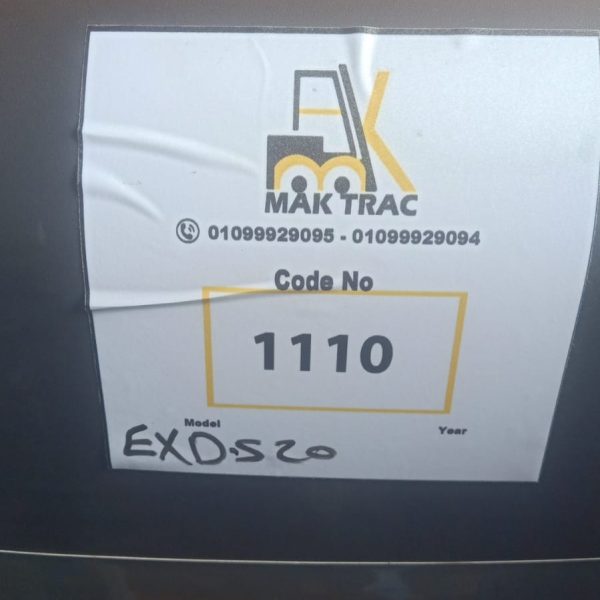 MAK TRAC
01099929095 - 01099929094
Code No
1110
Model Year
EXD.S20